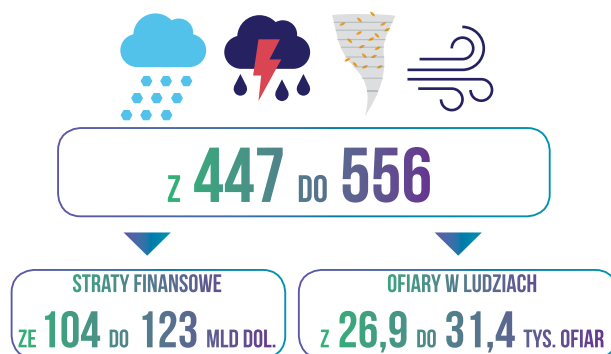 Z 447 DO 556
STRATY FINANSOWE
ZE 104 DO 123 MLD DOL.
OFIARY W LUDZIACH
Z 26,9 DO 31,4 TYS. OFIAR